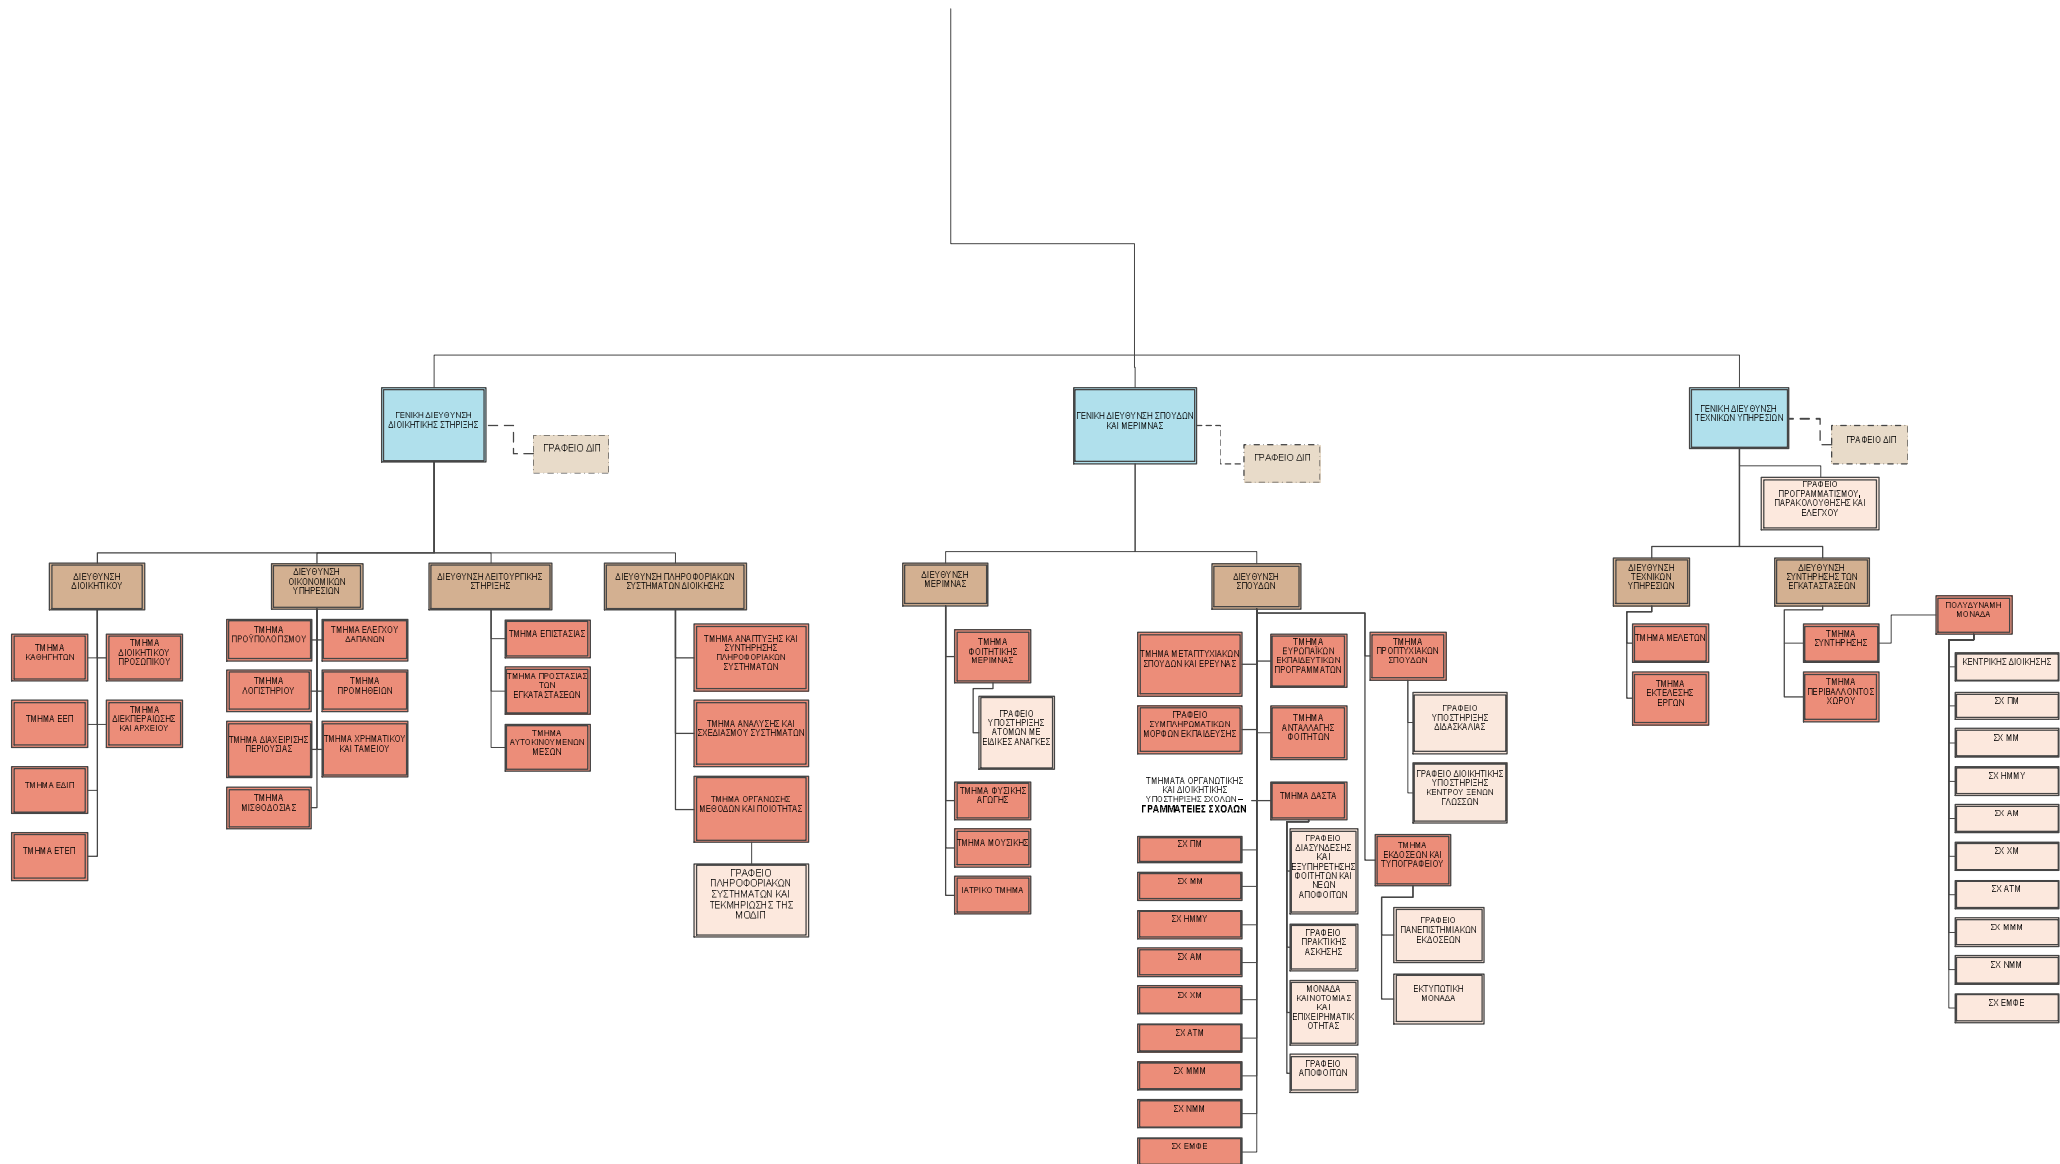 ΓΕΝΙΚΗ ΔΙΕΥΘΥΝΣΗ
ΔΙΟΙΚΗΤΙΚΗΣ ΣΤΗΡΙΞΗΣ
ΓΡΑΦΕΙΟ ΔΙΠ
ΓΕΝΙΚΗ ΔΙΕΥΘΥΝΣΗ ΣΠΟΥΔΩΝ
ΚΑΙ ΜΕΡΙΜΝΑΣ
ΓΡΑΦΕΙΟ ΔΙΠ
ΓΕΝΙΚΗ ΔΙΕΥΘΥΝΣΗ
ΤΕΧΝΙΚΩΝ ΥΠΗΡΕΣΙΩΝ
ΓΡΑΦΕΙΟ ΔΙΠ
ΓΡΑΦΕΙΟ
ΠΡΟΓΡΑΜΜΑΤΙΣΜΟΥ,
ΠΑΡΑΚΟΛΟΥΘΗΣΗΣ ΚΑΙ
ΕΛΕΓΧΟΥ
ΔΙΕΥΘΥΝΣΗ
ΔΙΟΙΚΗΤΙΚΟΥ
ΤΜΗΜΑ
ΚΑΘΗΓΗΤΩΝ
ΤΜΗΜΑ
ΔΙΟΙΚΗΤΙΚΟΥ
ΠΡΟΣΩΠΙΚΟΥ
ΤΜΗΜΑ ΕΕΠ
ΤΜΗΜΑ
ΔΙΕΚΠΕΡΑΙΩΣΗΣ
ΚΑΙ ΑΡΧΕΙΟΥ
ΤΜΗΜΑ ΕΔΙΠ
ΤΜΗΜΑ ΕΤΕΠ
ΔΙΕΥΘΥΝΣΗ
ΟΙΚΟΝΟΜΙΚΩΝ
ΥΠΗΡΕΣΙΩΝ
ΤΜΗΜΑ
ΠΡΟΫΠΟΛΟΓΙΣΜΟΥ
ΤΜΗΜΑ ΕΛΕΓΧΟΥ
ΔΑΠΑΝΩΝ
ΤΜΗΜΑ
ΛΟΓΙΣΤΗΡΙΟΥ
ΤΜΗΜΑ
ΠΡΟΜΗΘΕΙΩΝ
ΤΜΗΜΑ ΔΙΑΧΕΙΡΙΣΗΣ
ΠΕΡΙΟΥΣΙΑΣ
ΤΜΗΜΑ ΧΡΗΜΑΤΙΚΟΥ
ΚΑΙ ΤΑΜΕΙΟΥ
ΤΜΗΜΑ
ΜΙΣΘΟΔΟΣΙΑΣ
ΔΙΕΥΘΥΝΣΗ ΛΕΙΤΟΥΡΓΙΚΗΣ
ΣΤΗΡΙΞΗΣ
ΤΜΗΜΑ ΕΠΙΣΤΑΣΙΑΣ
ΤΜΗΜΑ ΠΡΟΣΤΑΣΙΑΣ
ΤΩΝ
ΕΓΚΑΤΑΣΤΑΣΕΩΝ
ΤΜΗΜΑ
ΑΥΤΟΚΙΝΟΥΜΕΝΩΝ
ΜΕΣΩΝ
ΔΙΕΥΘΥΝΣΗ ΠΛΗΡΟΦΟΡΙΑΚΩΝ
ΣΥΣΤΗΜΑΤΩΝ ΔΙΟΙΚΗΣΗΣ
ΤΜΗΜΑ ΑΝΑΠΤΥΞΗΣ ΚΑΙ
ΣΥΝΤΗΡΗΣΗΣ
ΠΛΗΡΟΦΟΡΙΑΚΩΝ
ΣΥΣΤΗΜΑΤΩΝ
ΤΜΗΜΑ ΑΝΑΛΥΣΗΣ ΚΑΙ
ΣΧΕΔΙΑΣΜΟΥ ΣΥΣΤΗΜΑΤΩΝ
ΤΜΗΜΑ ΟΡΓΑΝΩΣΗΣ
ΜΕΘΟΔΩΝ ΚΑΙ ΠΟΙΟΤΗΤΑΣ
ΓΡΑΦΕΙΟ
ΠΛΗΡΟΦΟΡΙΑΚΩΝ
ΣΥΣΤΗΜΑΤΩΝ ΚΑΙ
ΤΕΚΜΗΡΙΩΣΗΣ ΤΗΣ
ΜΟΔΙΠ
ΔΙΕΥΘΥΝΣΗ
ΜΕΡΙΜΝΑΣ
ΤΜΗΜΑ
ΦΟΙΤΗΤΙΚΗΣ
ΜΕΡΙΜΝΑΣ
ΓΡΑΦΕΙΟ
ΥΠΟΣΤΗΡΙΞΗΣ
ΑΤΟΜΩΝ ΜΕ
ΕΙΔΙΚΕΣ ΑΝΑΓΚΕΣ
ΤΜΗΜΑ ΦΥΣΙΚΗΣ
ΑΓΩΓΗΣ
ΤΜΗΜΑ ΜΟΥΣΙΚΗΣ
ΙΑΤΡΙΚΟ ΤΜΗΜΑ
ΔΙΕΥΘΥΝΣΗ
ΣΠΟΥΔΩΝ
ΤΜΗΜΑ ΜΕΤΑΠΤΥΧΙΑΚΩΝ
ΣΠΟΥΔΩΝ ΚΑΙ ΕΡΕΥΝΑΣ
ΓΡΑΦΕΙΟ
ΣΥΜΠΛΗΡΩΜΑΤΙΚΩΝ
ΜΟΡΦΩΝ ΕΚΠΑΙΔΕΥΣΗΣ
ΤΜΗΜΑΤΑ ΟΡΓΑΝΩΤΙΚΗΣ
ΚΑΙ ΔΙΟΙΚΗΤΙΚΗΣ
ΥΠΟΣΤΗΡΙΞΗΣ ΣΧΟΛΩΝ –
ΓΡΑΜΜΑΤΕΙΕΣ ΣΧΟΛΩΝ
ΣΧ ΠΜ
ΣΧ ΜΜ
ΣΧ ΗΜΜΥ
ΣΧ ΑΜ
ΣΧ ΧΜ
ΣΧ ΑΤΜ
ΣΧ ΜΜΜ
ΣΧ ΝΜΜ
ΣΧ ΕΜΦΕ
ΤΜΗΜΑ
ΕΥΡΩΠΑΪΚΩΝ
ΕΚΠΑΙΔΕΥΤΙΚΩΝ
ΠΡΟΓΡΑΜΜΑΤΩΝ
ΤΜΗΜΑ
ΑΝΤΑΛΛΑΓΗΣ
ΦΟΙΤΗΤΩΝ
ΤΜΗΜΑ ΔΑΣΤΑ
ΓΡΑΦΕΙΟ
ΔΙΑΣΥΝΔΕΣΗΣ
ΚΑΙ
ΕΞΥΠΗΡΕΤΗΣΗΣ
ΦΟΙΤΗΤΩΝ ΚΑΙ
ΝΕΩΝ
ΑΠΟΦΟΙΤΩΝ
ΓΡΑΦΕΙΟ
ΠΡΑΚΤΙΚΗΣ
ΑΣΚΗΣΗΣ
ΜΟΝΑΔΑ
ΚΑΙΝΟΤΟΜΙΑΣ
ΚΑΙ
ΕΠΙΧΕΙΡΗΜΑΤΙΚ
ΟΤΗΤΑΣ
ΓΡΑΦΕΙΟ
ΑΠΟΦΟΙΤΩΝ
ΤΜΗΜΑ
ΠΡΟΠΤΥΧΙΑΚΩΝ
ΣΠΟΥΔΩΝ
ΓΡΑΦΕΙΟ
ΥΠΟΣΤΗΡΙΞΗΣ
ΔΙΔΑΣΚΑΛΙΑΣ
ΓΡΑΦΕΙΟ ΔΙΟΙΚΗΤΙΚΗΣ
ΥΠΟΣΤΗΡΙΞΗΣ
ΚΕΝΤΡΟΥ ΞΕΝΩΝ
ΓΛΩΣΣΩΝ
ΤΜΗΜΑ
ΕΚΔΟΣΕΩΝ ΚΑΙ
ΤΥΠΟΓΡΑΦΕΙΟΥ
ΓΡΑΦΕΙΟ
ΠΑΝΕΠΙΣΤΗΜΙΑΚΩΝ
ΕΚΔΟΣΕΩΝ
ΕΚΤΥΠΩΤΙΚΗ
ΜΟΝΑΔΑ
ΔΙΕΥΘΥΝΣΗ
ΤΕΧΝΙΚΩΝ
ΥΠΗΡΕΣΙΩΝ
ΤΜΗΜΑ ΜΕΛΕΤΩΝ
ΤΜΗΜΑ
ΕΚΤΕΛΕΣΗΣ
ΕΡΓΩΝ
ΔΙΕΥΘΥΝΣΗ
ΣΥΝΤΗΡΗΣΗΣ ΤΩΝ
ΕΓΚΑΤΑΣΤΑΣΕΩΝ
ΤΜΗΜΑ
ΣΥΝΤΗΡΗΣΗΣ
ΤΜΗΜΑ
ΠΕΡΙΒΑΛΛΟΝΤΟΣ
ΧΩΡΟΥ
ΠΟΛΥΔΥΝΑΜΗ
ΜΟΝΑΔΑ
ΚΕΝΤΡΙΚΗΣ ΔΙΟΙΚΗΣΗΣ
ΣΧ ΠΜ
ΣΧ ΜΜ
ΣΧ ΗΜΜΥ
ΣΧ ΑΜ
ΣΧ ΧΜ
ΣΧ ΑΤΜ
ΣΧ ΜΜΜ
ΣΧ ΝΜΜ
ΣΧ ΕΜΦΕ